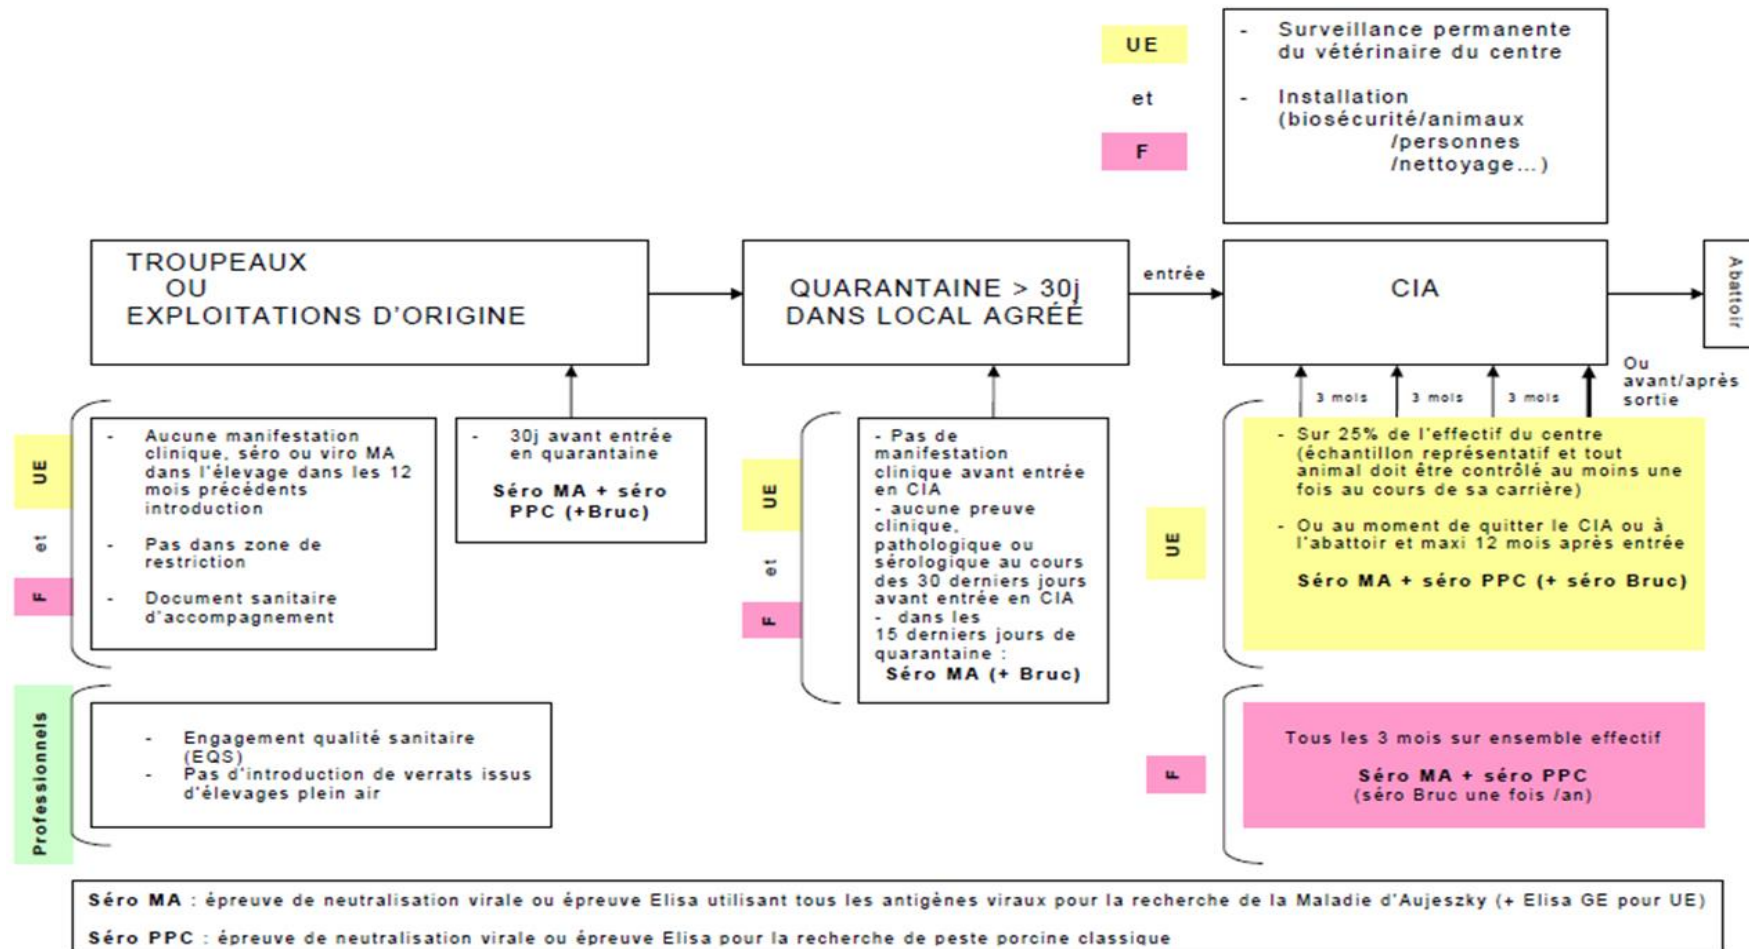 UE
et
F
- Surveillance permanente
du vétérinaire du centre
- Installation
(biosécurité/animaux
/personnes
/nettoyage...)
TROUPEAUX
OU
EXPLOITATIONS D'ORIGINE
QUARANTAINE > 30j
DANS LOCAL AGRÉÉ
entrée
CIA
Abattoir
UE
et
F
- Aucune manifestation
clinique, séro ou viro MA
dans l'élevage dans les 12
mois précédents
introduction
- Pas dans zone de
restriction
- Document sanitaire
d'accompagnement
- 30j avant entrée
en quarantaine
Séro MA + séro
PPC (+Bruc)
UE
et
F
- Pas de
manifestation
clinique avant entrée
en CIA
- aucune preuve
clinique,
pathologique ou
sérologique au cours
des 30 derniers jours
avant entrée en CIA
- dans les
15 derniers jours de
quarantaine :
Séro MA (+ Bruc)
3 mois
3 mois
3 mois
Ou
avant/après
sortie
UE
- Sur 25% de l'effectif du centre
(échantillon représentatif et tout
animal doit être contrôlé au moins une
fois au cours de sa carrière)
- Ou au moment de quitter le CIA ou à
l'abattoir et maxi 12 mois après entrée
Séro MA + séro PPC (+ séro Bruc)
Professionnels
- Engagement qualité sanitaire
(EQS)
- Pas d'introduction de verrats issus
d'élevages plein air
F
Tous les 3 mois sur ensemble effectif
Séro MA + séro PPC
(séro Bruc une fois /an)
Séro MA : épreuve de neutralisation virale ou épreuve Elisa utilisant tous les antigènes viraux pour la recherche de la Maladie d'Aujeszky (+ Elisa GE pour UE)
Séro PPC : épreuve de neutralisation virale ou épreuve Elisa pour la recherche de peste porcine classique